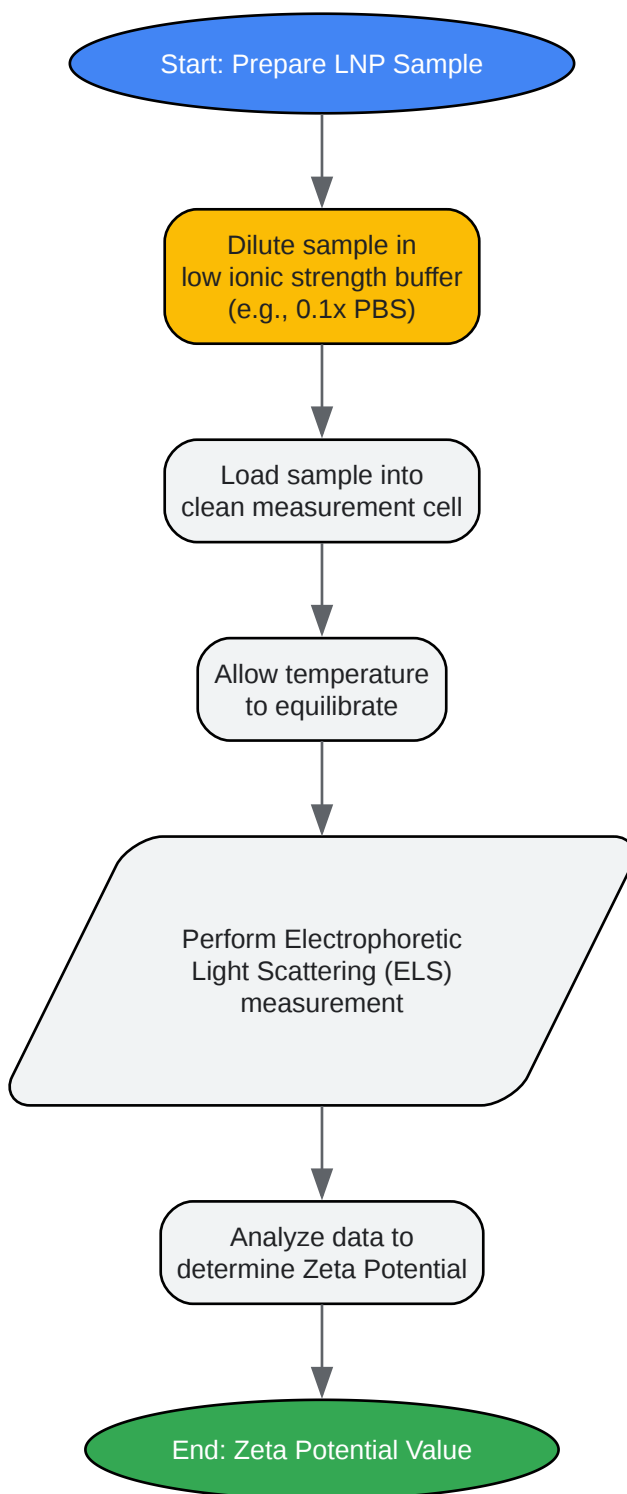 Start: Prepare LNP Sample
Dilute sample in
low ionic strength buffer
(e.g., 0.1x PBS)
Load sample into
clean measurement cell
Allow temperature
to equilibrate
Perform Electrophoretic
Light Scattering (ELS)
measurement
Analyze data to
determine Zeta Potential
End: Zeta Potential Value